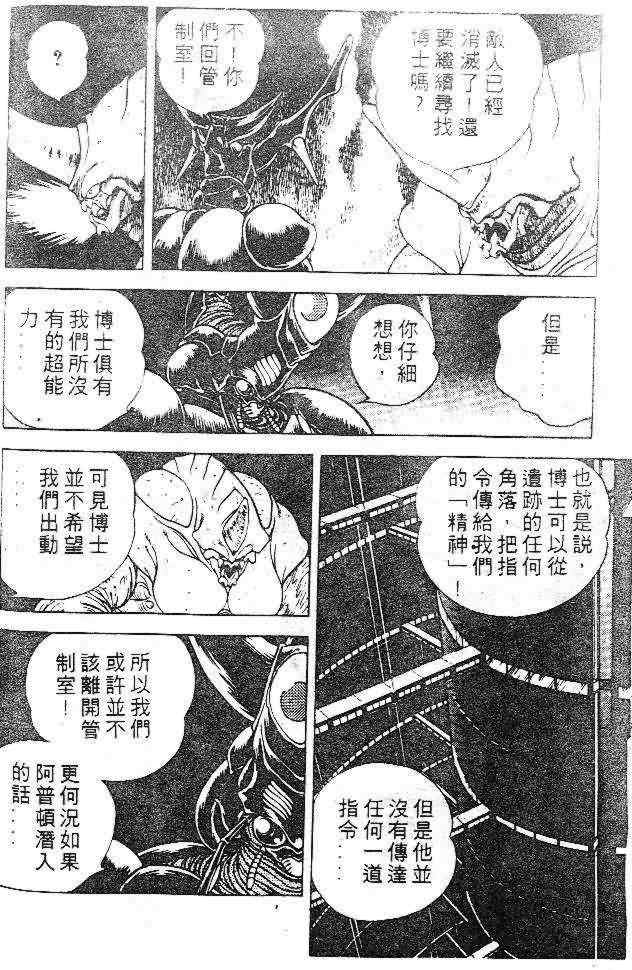 敵人已經
消滅了！還
要繼續尋找
博士嗎？
不！你
們回管
制室！
？
但是……
你仔細
想想，
博士俱有
我們所沒
有的超能
力……
也就是說，
博士可以從
遺跡的任何
角落，把指
令傳給我們
的「精神」！
但是他並
沒有傳達
任何一道
指令……
可見博士
並不希望
我們出動
……
所以我們
或許並不
該離開管
制室！
更何況如果
阿普頓潛入
的話……